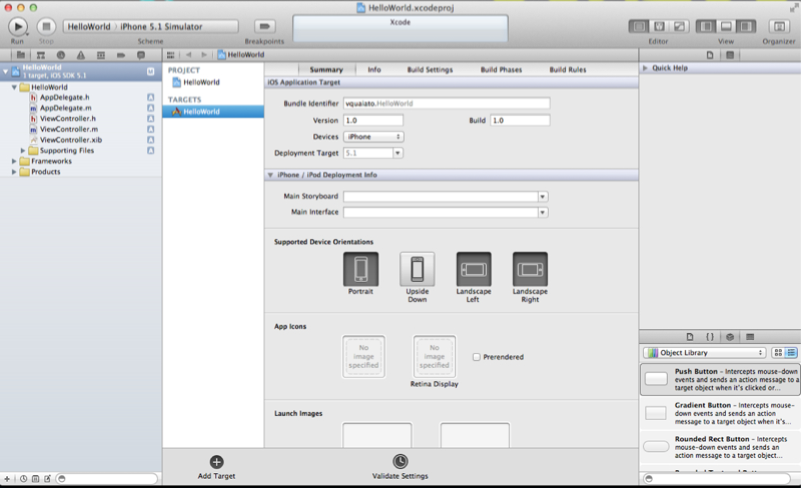 HelloWorld.xcodeproj
HelloWorld
iPhone 5.1 Simulator
Xcode
Run
Stop
Scheme
Breakpoints
Editor
View
Organizer
HelloWorld
1 target, iOS SDK 5.1
M
HelloWorld
AppDelegate.h
A
AppDelegate.m
A
ViewController.h
A
ViewController.m
A
ViewController.xib
A
Supporting Files
A
Frameworks
Products
HelloWorld
PROJECT
HelloWorld
TARGETS
HelloWorld
Summary
Info
Build Settings
Build Phases
Build Rules
iOS Application Target
Bundle Identifier
vqualato.HelloWorld
Version
1.0
Build
1.0
Devices
iPhone
Deployment Target
5.1
iPhone / iPod Deployment Info
Main Storyboard
Main Interface
Supported Device Orientations
Portrait
Upside
Down
Landscape
Left
Landscape
Right
App Icons
No
image
specified
No
image
specified
Prerendered
Retina Display
Launch Images
Add Target
Validate Settings
Quick Help
Object Library
Push Button - Intercepts mouse-down
events and sends an action message to a
target object when it's clicked or...
Gradient Button - Intercepts mouse-
down events and sends an action
message to a target object when it's...
Rounded Rect Button - Intercepts
mouse-down events and sends an
action message to a target object...